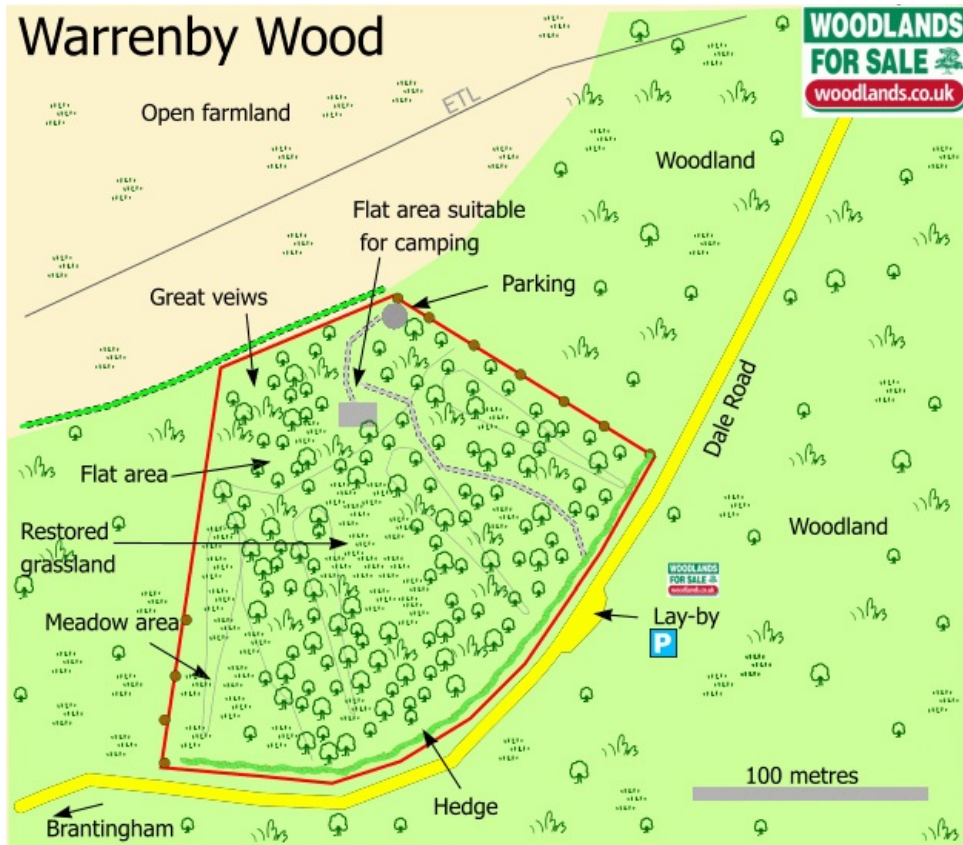 Warrenby Wood
WOODLANDS
FOR SALE
woodlands.co.uk
ETL
Open farmland
Woodland
Flat area suitable
for camping
Great veiws
Parking
Dale Road
Flat area
Restored
grassland
Woodland
WOODLANDS
FOR SALE
woodlands.co.uk
Meadow area
Lay-by
P
100 metres
Hedge
Brantingham